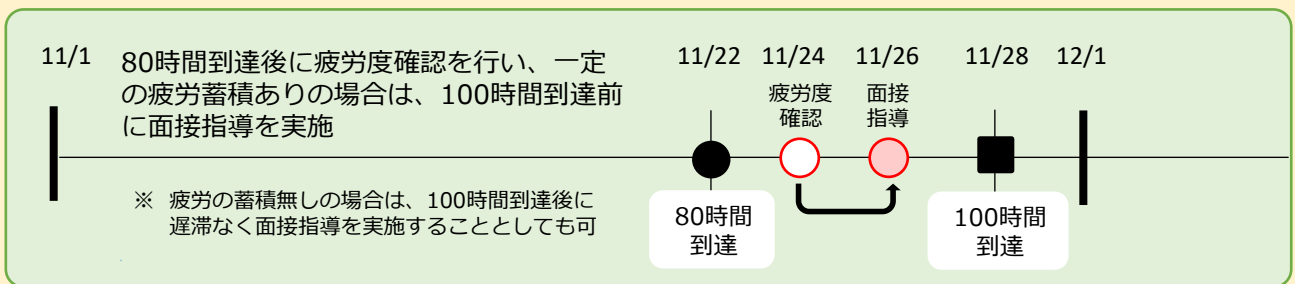 11/1
80時間到達後に疲労度確認を行い、一定
の疲労蓄積ありの場合は、100時間到達前
に面接指導を実施
※ 疲労の蓄積無しの場合は、100時間到達後に
遅滞なく面接指導を実施することとしても可
11/22
11/24
11/26
11/28
12/1
疲労度
確認
面接
指導
80時間
到達
100時間
到達